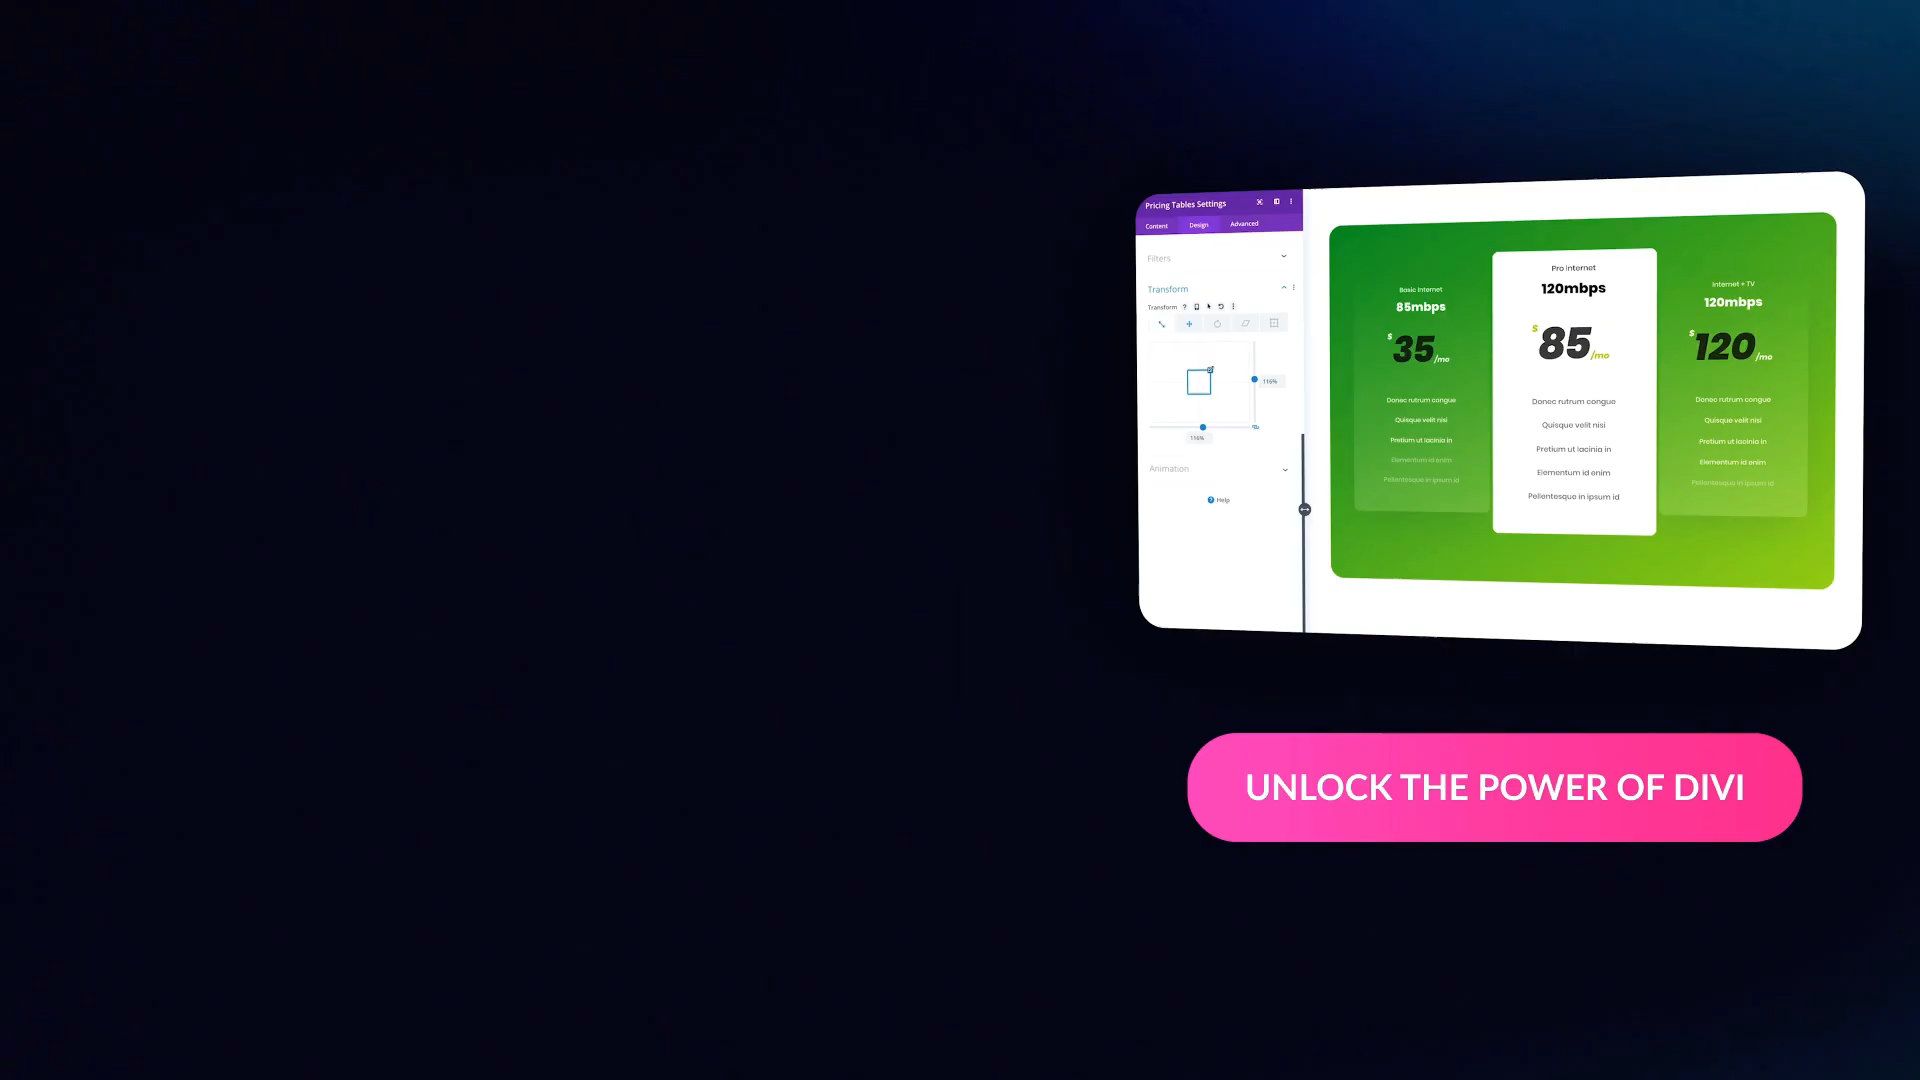 Pricing Tables Settings
Content Design Advanced
Filters
Transform
Transform ?
116%
116%
Animation
? Help
Basic Internet
85mbps
$35/mo
Donec rutrum congue
Quisque velit nisi
Pretium ut lacinia in
Elementum id enim
Pellentesque in ipsum id
Pro Internet
120mbps
$85/mo
Donec rutrum congue
Quisque velit nisi
Pretium ut lacinia in
Elementum id enim
Pellentesque in ipsum id
Internet + TV
120mbps
$120/mo
Donec rutrum congue
Quisque velit nisi
Pretium ut lacinia in
Elementum id enim
Pellentesque in ipsum id
UNLOCK THE POWER OF DIVI